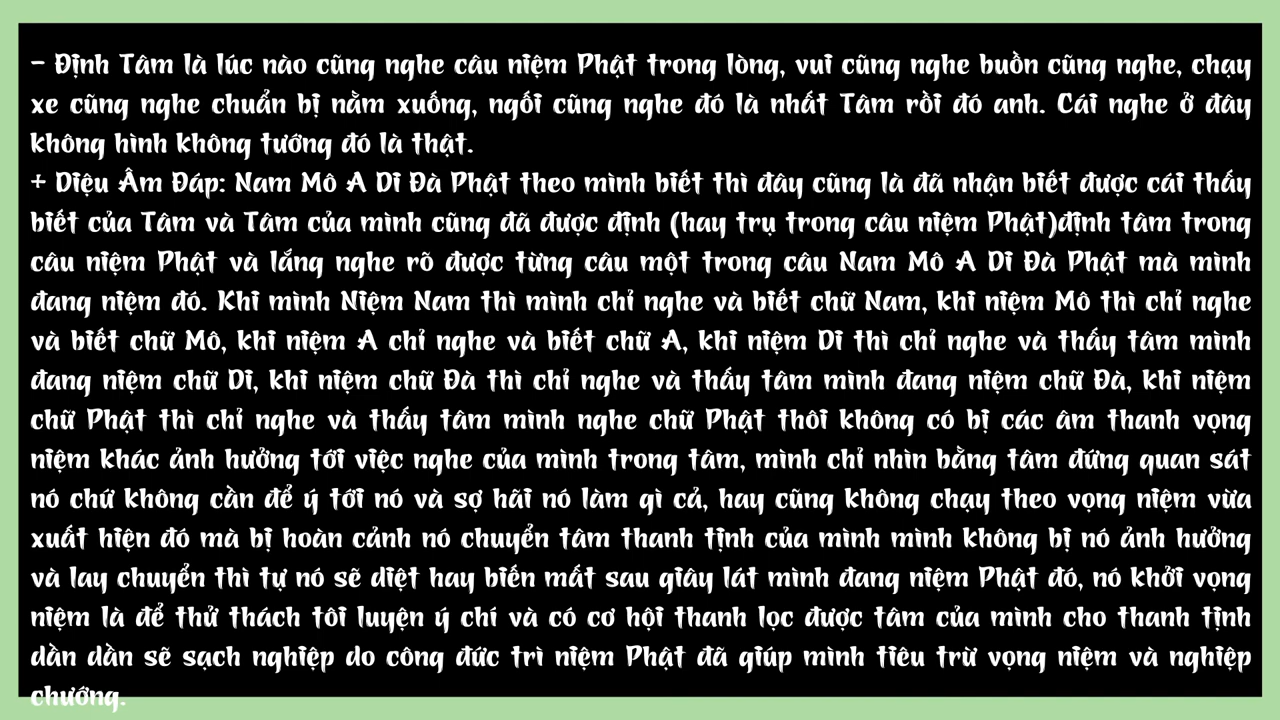 – Định Tâm là lúc nào cũng nghe câu niệm Phật trong lòng, vui cũng nghe buồn cũng nghe, chạy
xe cũng nghe chuẩn bị nằm xuống, ngối cũng nghe đó là nhất Tâm rồi đó anh. Cái nghe ở đây
không hình không tướng đó là thật.
+ Diệu Âm Đáp: Nam Mô A Di Đà Phật theo mình biết thì đây cũng là đã nhận biết được cái thấy
biết của Tâm và Tâm của mình cũng đã được định (hay trụ trong câu niệm Phật)định tâm trong
câu niệm Phật và lắng nghe rõ được từng câu một trong câu Nam Mô A Di Đà Phật mà mình
đang niệm đó. Khi mình Niệm Nam thì mình chỉ nghe và biết chữ Nam, khi niệm Mô thì chỉ nghe
và biết chữ Mô, khi niệm A chỉ nghe và biết chữ A, khi niệm Di thì chỉ nghe và thấy tâm mình
đang niệm chữ Di, khi niệm chữ Đà thì chỉ nghe và thấy tâm mình đang niệm chữ Đà, khi niệm
chữ Phật thì chỉ nghe và thấy tâm mình nghe chữ Phật thôi không có bị các âm thanh vọng
niệm khác ảnh hưởng tới việc nghe của mình trong tâm, mình chỉ nhìn bằng tâm đứng quan sát
nó chứ không cần để ý tới nó và sợ hãi nó làm gì cả, hay cũng không chạy theo vọng niệm vừa
xuất hiện đó mà bị hoàn cảnh nó chuyển tâm thanh tịnh của mình mình không bị nó ảnh hưởng
và lay chuyển thì tự nó sẽ diệt hay biến mất sau giây lát mình đang niệm Phật đó, nó khởi vọng
niệm là để thử thách tôi luyện ý chí và có cơ hội thanh lọc được tâm của mình cho thanh tịnh
dần dần sẽ sạch nghiệp do công đức trì niệm Phật đã giúp mình tiêu trừ vọng niệm và nghiệp
chướng.